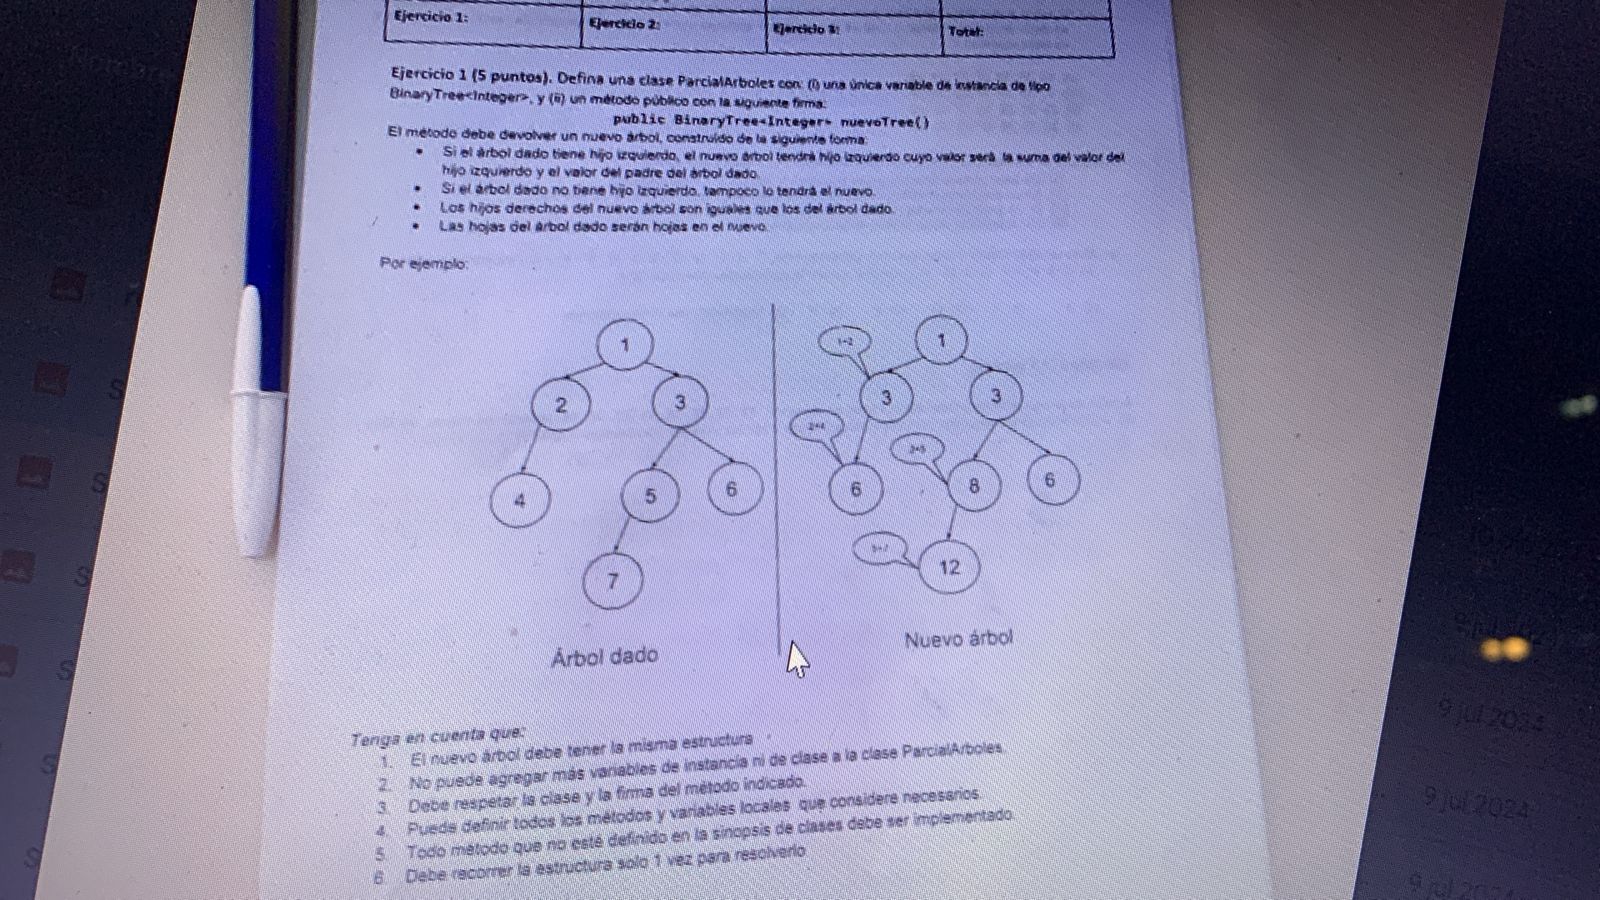 Ejercicio 1:
Ejercicio 2:
Ejercicio 3:
Total:
Ejercicio 1 (5 puntos). Defina una clase ParcialArboles con: (i) una única variable de instancia de tipo
BinaryTree<Integer>, y (ii) un método público con la siguiente firma:
public BinaryTree<Integer> nuevoTree()
El método debe devolver un nuevo árbol, construído de la siguiente forma:
• Si el árbol dado tiene hijo izquierdo, el nuevo árbol tendrá hijo izquierdo cuyo valor será la suma del valor del
hijo izquierdo y el valor del padre del árbol dado.
• Si el árbol dado no tiene hijo izquierdo, tampoco lo tendrá el nuevo.
• Los hijos derechos del nuevo árbol son iguales que los del árbol dado.
• Las hojas del árbol dado serán hojas en el nuevo.
Por ejemplo:
1
2
3
4
5
6
7
Árbol dado
1
1+2
3
3
2+4
6
3+5
8
6
5+7
12
Nuevo árbol
Tenga en cuenta que:
1. El nuevo árbol debe tener la misma estructura
2. No puede agregar más variables de instancia ni de clase a la clase ParcialArboles.
3. Debe respetar la clase y la firma del método indicado.
4. Puede definir todos los métodos y variables locales que considere necesarios.
5. Todo método que no esté definido en la sinopsis de clases debe ser implementado.
6. Debe recorrer la estructura solo 1 vez para resolverlo
S
S
S
S
S
S
9 jul 2024
9 jul 2024